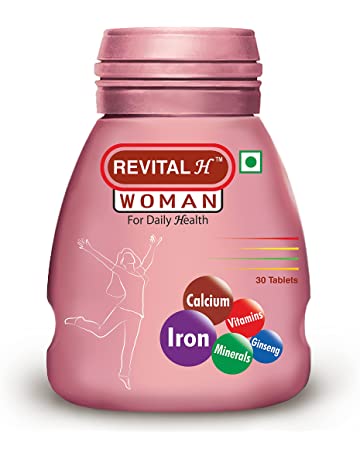 REVITAL H™
WOMAN
For Daily Health
30 Tablets
Calcium
Vitamins
Iron
Minerals
Ginseng